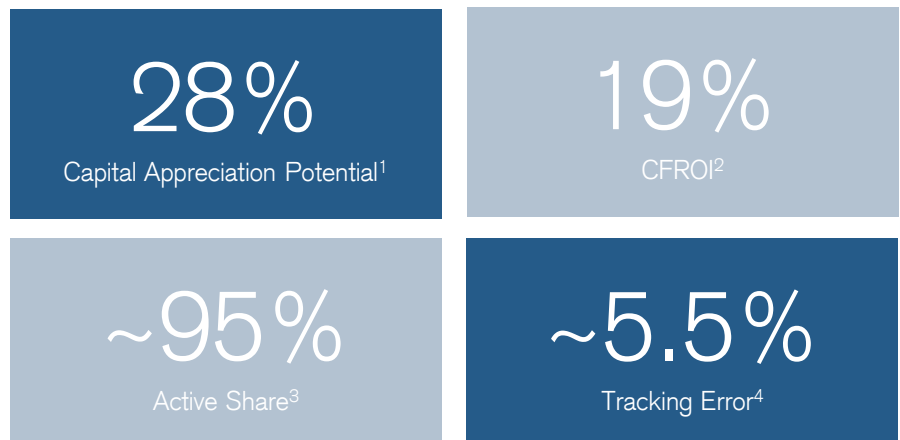 28%
Capital Appreciation Potential¹
19%
CFROI²
~95%
Active Share³
~5.5%
Tracking Error⁴